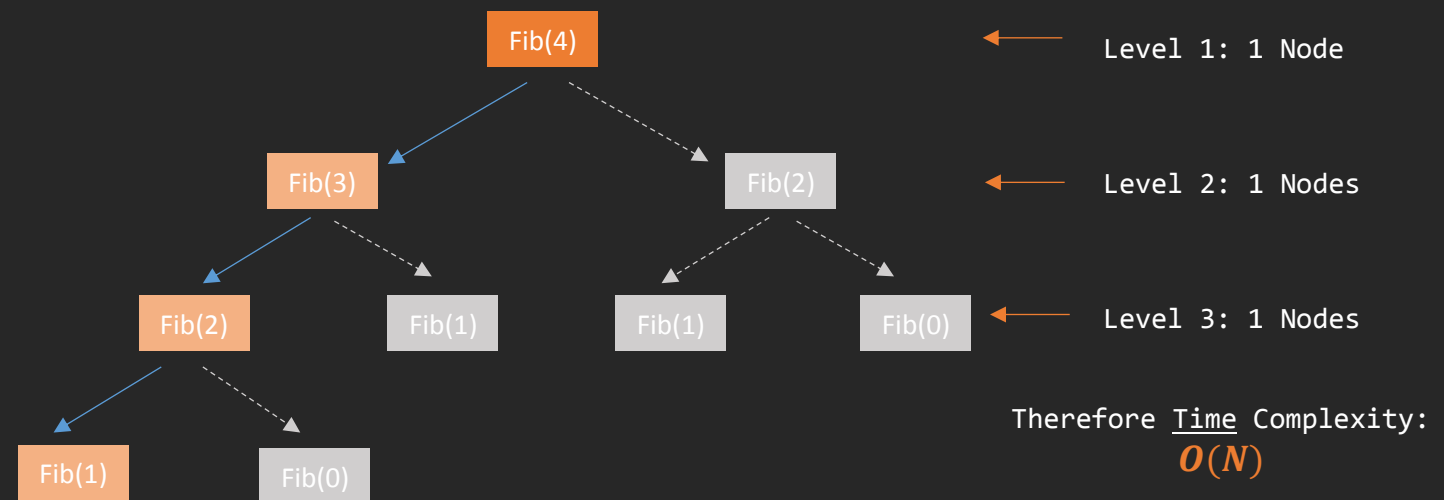 Fib(4)
Level 1: 1 Node
Fib(3)
Fib(2)
Level 2: 1 Nodes
Fib(2)
Fib(1)
Fib(1)
Fib(0)
Level 3: 1 Nodes
Therefore Time Complexity:
O(N)
Fib(1)
Fib(0)